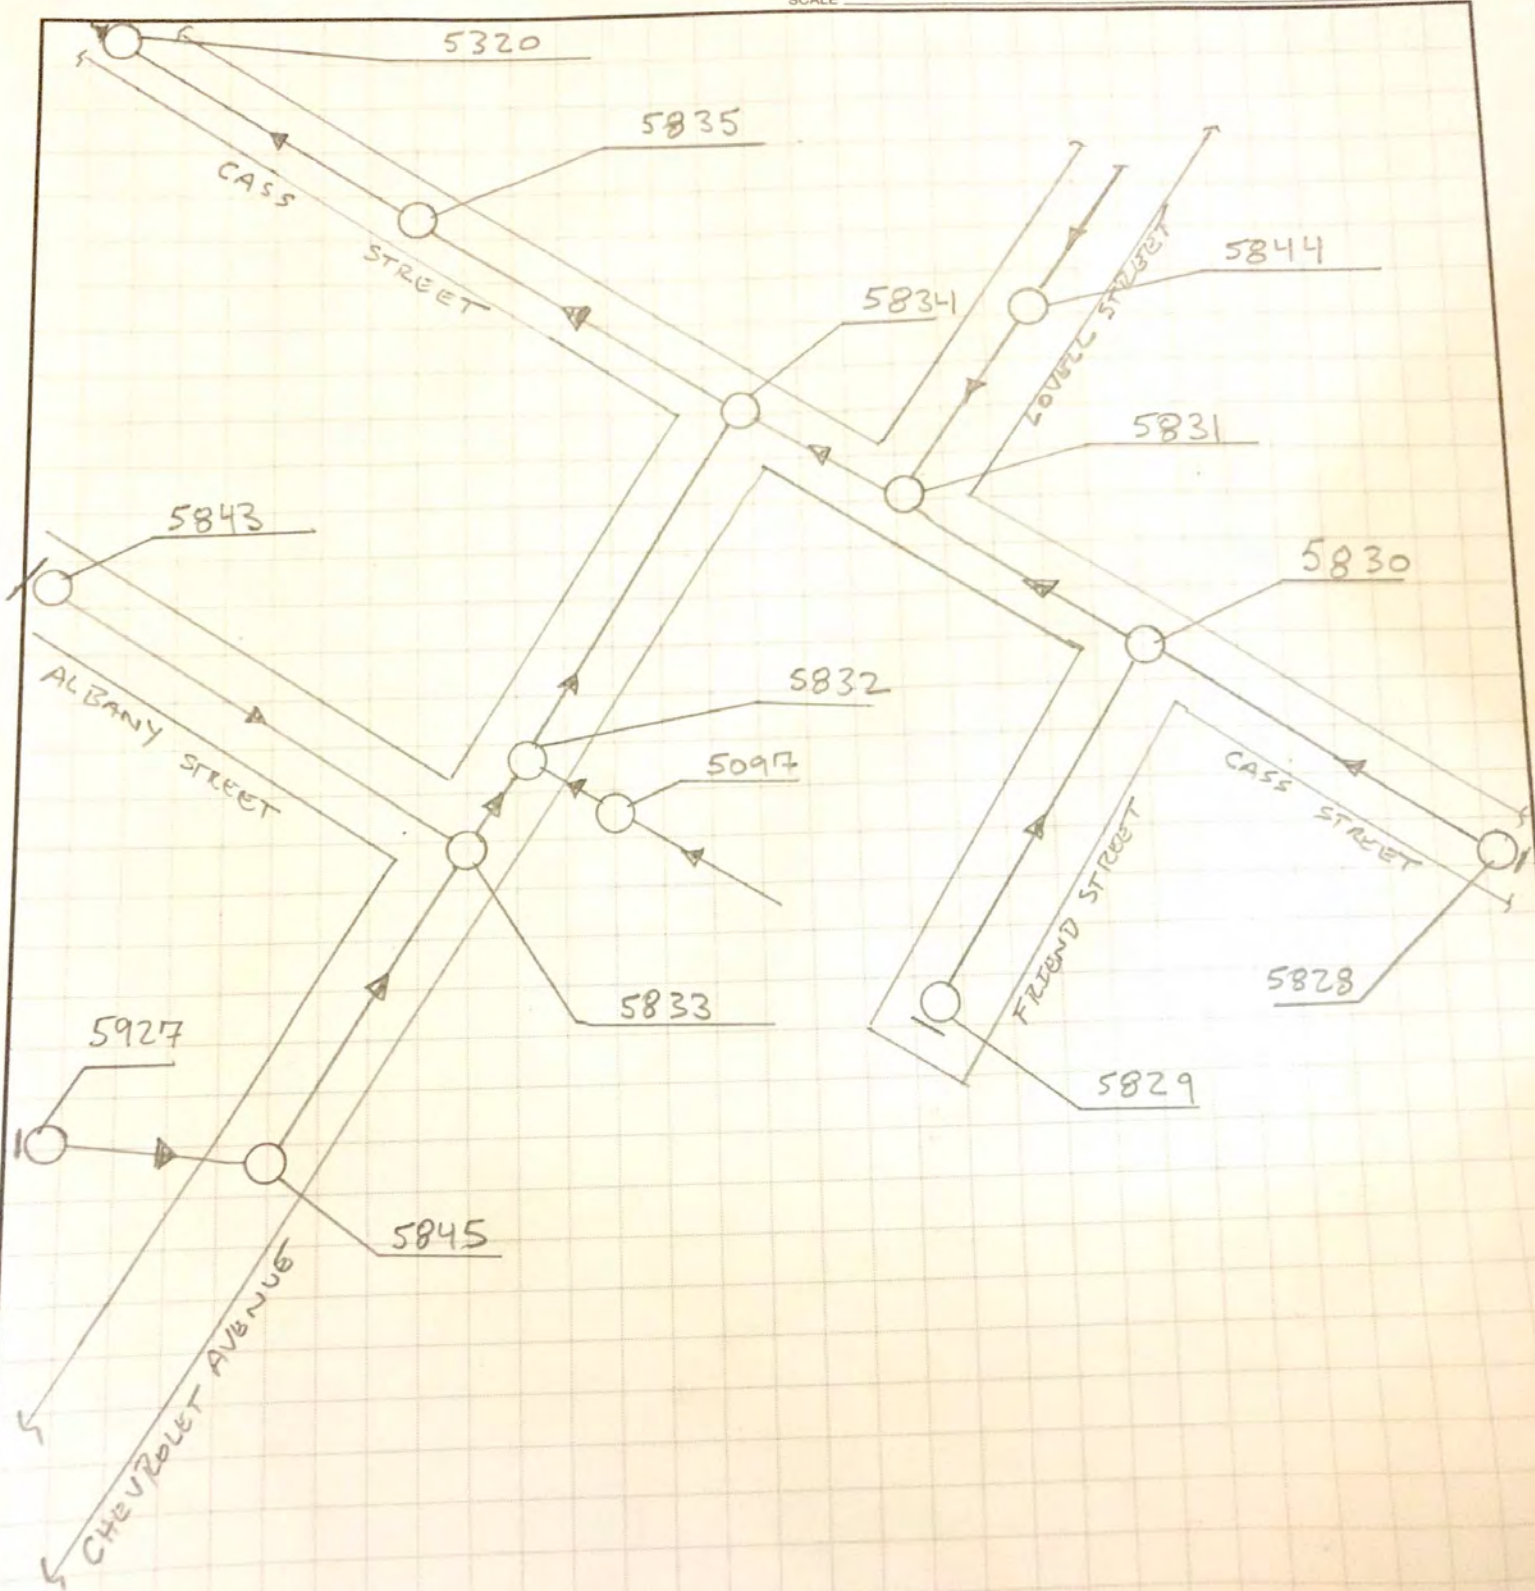 SCALE
5320
5835
CASS
STREET
5834
5844
LOVELL STREET
5831
5843
5830
ALBANY
STREET
5832
5097
CASS
STREET
FRIEND STREET
5828
5833
5927
5829
5845
CHEVROLET AVENUE